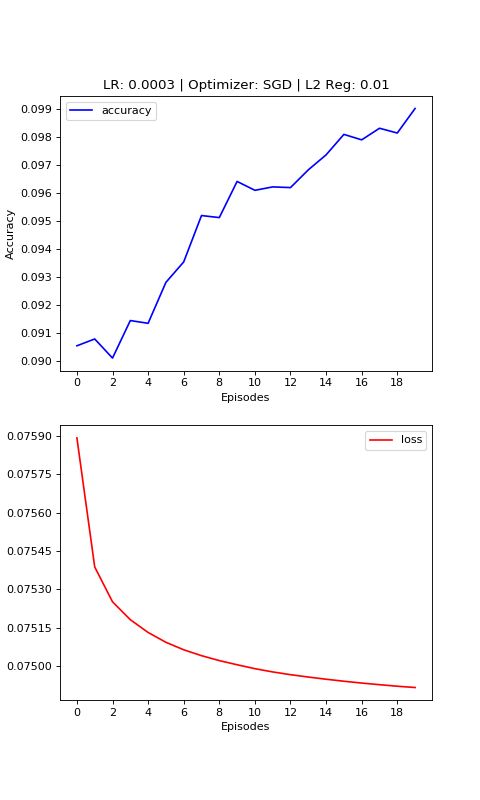 LR: 0.0003 | Optimizer: SGD | L2 Reg: 0.01
accuracy
0.099
0.098
0.097
0.096
0.095
0.094
0.093
0.092
0.091
0.090
Accuracy
0 2 4 6 8 10 12 14 16 18
Episodes
loss
0.07590
0.07575
0.07560
0.07545
0.07530
0.07515
0.07500
0 2 4 6 8 10 12 14 16 18
Episodes